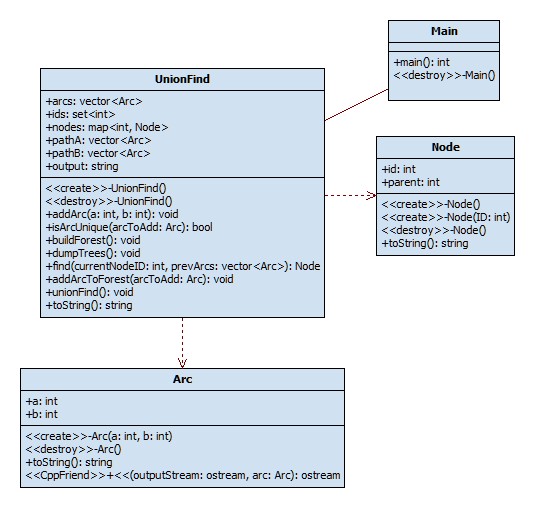 Main
+main(): int
<<destroy>>-Main()
UnionFind
+arcs: vector<Arc>
+ids: set<int>
+nodes: map<int, Node>
+pathA: vector<Arc>
+pathB: vector<Arc>
+output: string
<<create>>-UnionFind()
<<destroy>>-UnionFind()
+addArc(a: int, b: int): void
+isArcUnique(arcToAdd: Arc): bool
+buildForest(): void
+dumpTrees(): void
+find(currentNodeID: int, prevArcs: vector<Arc>): Node
+addArcToForest(arcToAdd: Arc): void
+unionFind(): void
+toString(): string
Node
+id: int
+parent: int
<<create>>-Node()
<<create>>-Node(ID: int)
<<destroy>>-Node()
+toString(): string
Arc
+a: int
+b: int
<<create>>-Arc(a: int, b: int)
<<destroy>>-Arc()
+toString(): string
<<CppFriend>>+<<(outputStream: ostream, arc: Arc): ostream